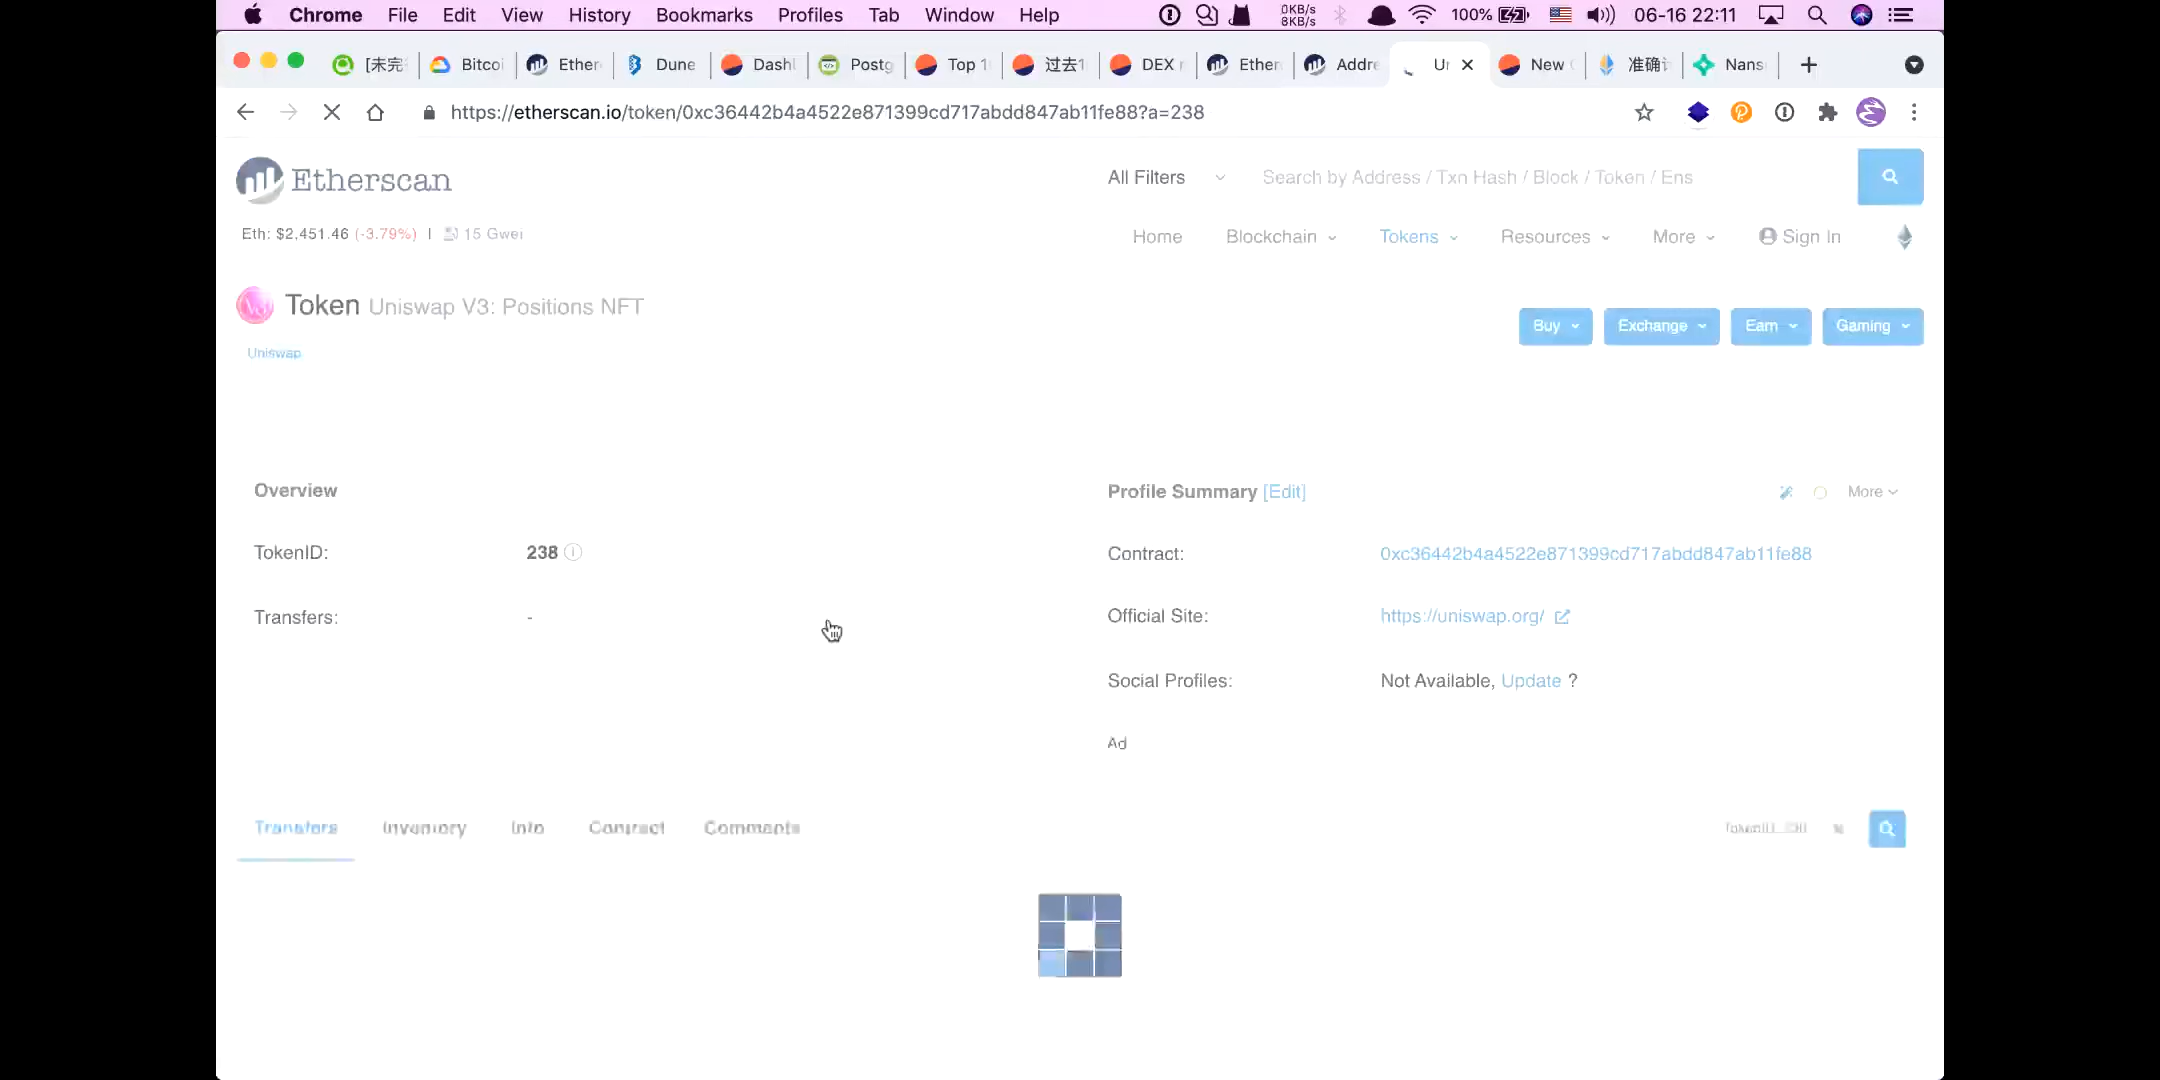 Chrome File Edit View History Bookmarks Profiles Tab Window Help 0KB/s 8KB/s 100% 06-16 22:11
[未完 Bitcoi Ether Dune Dashl Postg Top 1 过去1 DEX Ether Addre Ur New 准确 Nans
https://etherscan.io/token/0xc36442b4a4522e871399cd717abdd847ab11fe88?a=238
Etherscan
All Filters Search by Address / Txn Hash / Block / Token / Ens
Eth: $2,451.46 (-3.79%) | 15 Gwei
Home Blockchain Tokens Resources More Sign In
Token Uniswap V3: Positions NFT
Buy Exchange Earn Gaming
Uniswap
Overview
Profile Summary [Edit] More
TokenID: 238
Contract: 0xc36442b4a4522e871399cd717abdd847ab11fe88
Transfers: -
Official Site: https://uniswap.org/
Social Profiles: Not Available, Update ?
Ad
Transfers Inventory Info Contract Comments